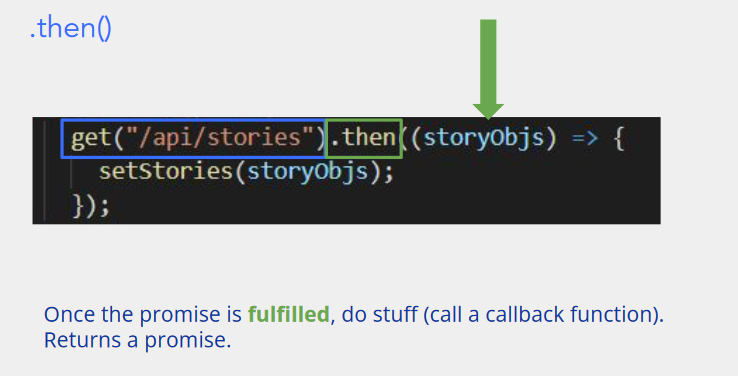 .then()
get("/api/stories").then((storyObjs) => {
  setStories(storyObjs);
});
Once the promise is fulfilled, do stuff (call a callback function).
Returns a promise.